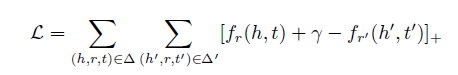 ℒ = ∑_{(h,r,t)∈Δ} ∑_{(h′,r,t′)∈Δ′} [f_r(h, t) + γ − f_{r′}(h′, t′)]_+